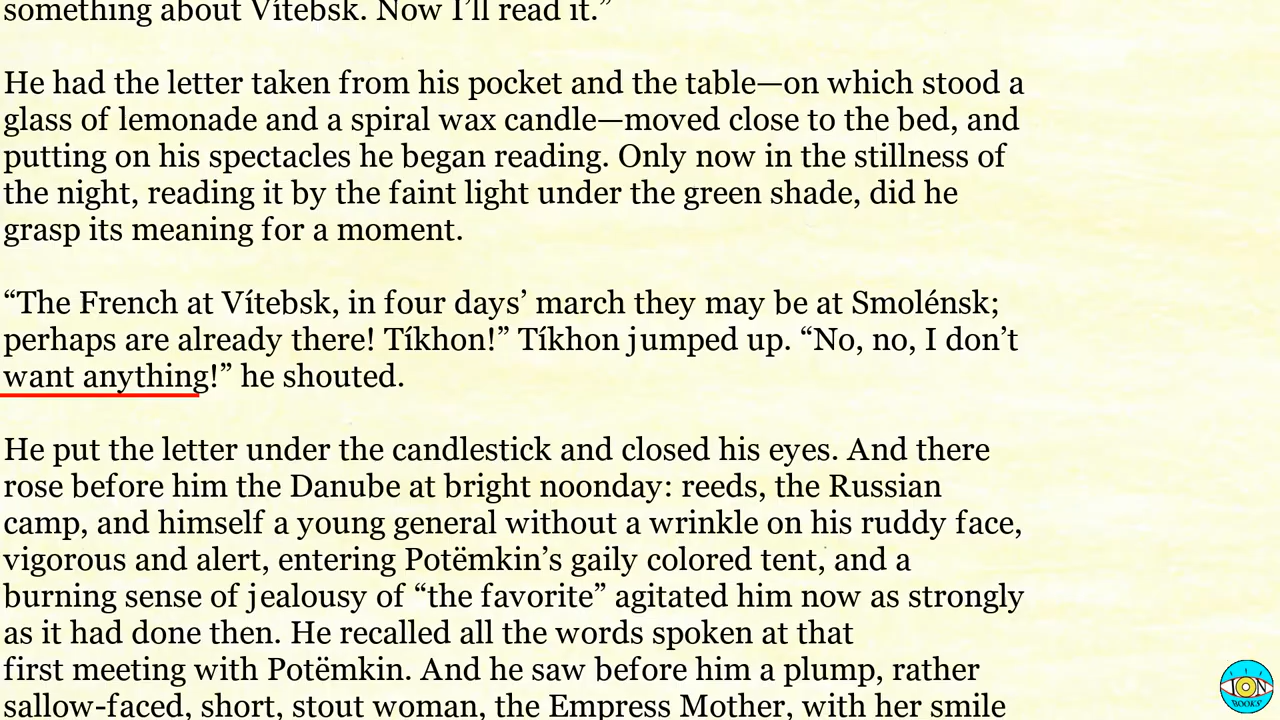 something about Vítebsk. Now I’ll read it.”
He had the letter taken from his pocket and the table—on which stood a
glass of lemonade and a spiral wax candle—moved close to the bed, and
putting on his spectacles he began reading. Only now in the stillness of
the night, reading it by the faint light under the green shade, did he
grasp its meaning for a moment.
“The French at Vítebsk, in four days’ march they may be at Smolénsk;
perhaps are already there! Tíkhon!” Tíkhon jumped up. “No, no, I don’t
want anything!” he shouted.
He put the letter under the candlestick and closed his eyes. And there
rose before him the Danube at bright noonday: reeds, the Russian
camp, and himself a young general without a wrinkle on his ruddy face,
vigorous and alert, entering Potëmkin’s gaily colored tent, and a
burning sense of jealousy of “the favorite” agitated him now as strongly
as it had done then. He recalled all the words spoken at that
first meeting with Potëmkin. And he saw before him a plump, rather
sallow-faced, short, stout woman, the Empress Mother, with her smile
ION
BOOKS